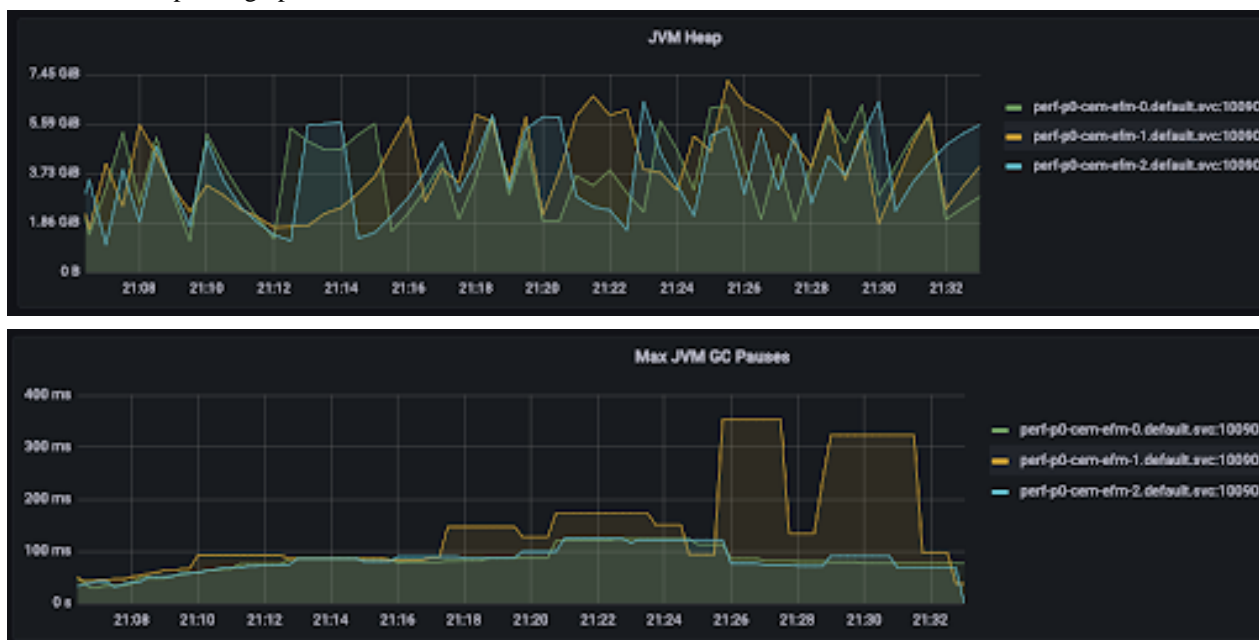 JVM Heap
7.45 GiB
5.59 GiB
3.73 GiB
1.86 GiB
0 B
21:08 21:10 21:12 21:14 21:16 21:18 21:20 21:22 21:24 21:26 21:28 21:30 21:32
perf-p0-cem-efm-0.default.svc:10090
perf-p0-cem-efm-1.default.svc:10090
perf-p0-cem-efm-2.default.svc:10090
Max JVM GC Pauses
400 ms
300 ms
200 ms
100 ms
0 s
21:08 21:10 21:12 21:14 21:16 21:18 21:20 21:22 21:24 21:26 21:28 21:30 21:32
perf-p0-cem-efm-0.default.svc:10090
perf-p0-cem-efm-1.default.svc:10090
perf-p0-cem-efm-2.default.svc:10090